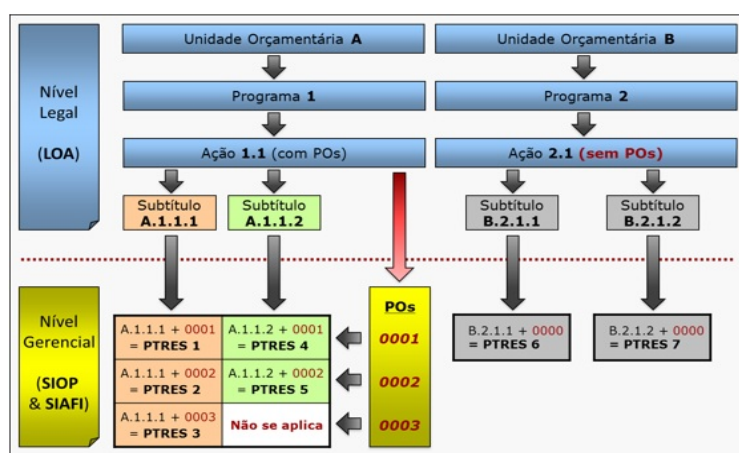 Nível
Legal
(LOA)
Unidade Orçamentária A
Unidade Orçamentária B
Programa 1
Programa 2
Ação 1.1 (com POs)
Ação 2.1 (sem POs)
Subtítulo
A.1.1.1
Subtítulo
A.1.1.2
Subtítulo
B.2.1.1
Subtítulo
B.2.1.2
Nível
Gerencial
(SIOP
& SIAFI)
A.1.1.1 + 0001
= PTRES 1
A.1.1.2 + 0001
= PTRES 4
A.1.1.1 + 0002
= PTRES 2
A.1.1.2 + 0002
= PTRES 5
A.1.1.1 + 0003
= PTRES 3
Não se aplica
POs
0001
0002
0003
B.2.1.1 + 0000
= PTRES 6
B.2.1.2 + 0000
= PTRES 7